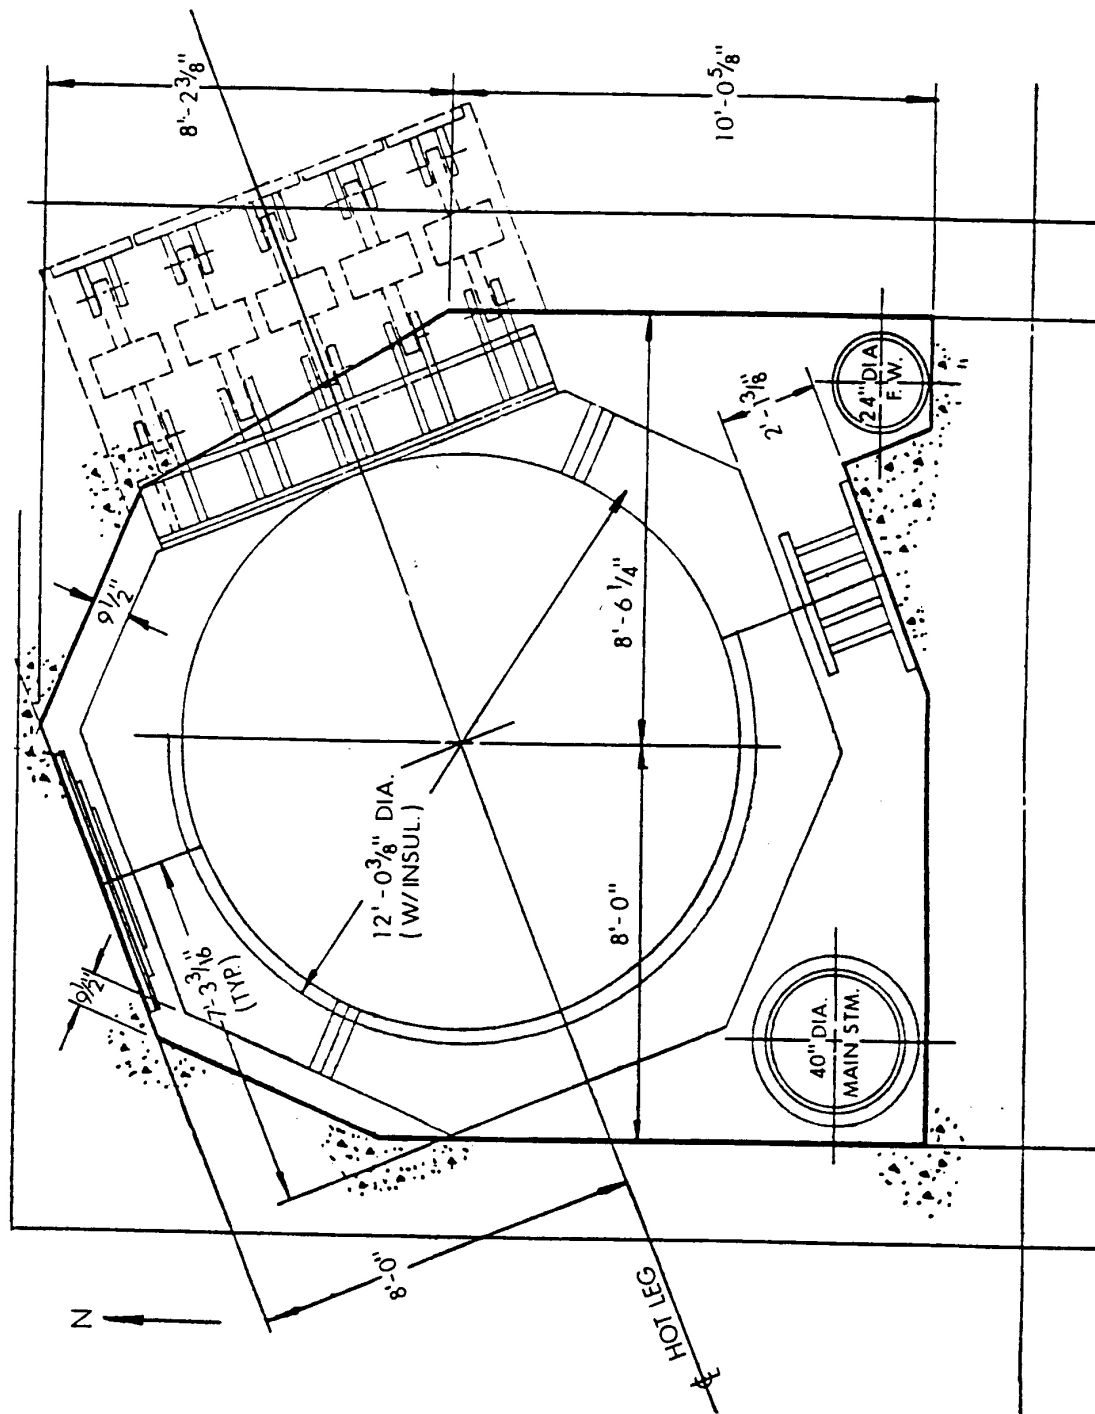 8'-2 3/8"
10'-0 5/8"
9 1/2"
24"DIA
F. W.
2'-1 3/8"
8'-6 1/4"
12'-0 3/8" DIA.
(W/INSUL.)
8'-0"
9 1/2"
7'-3 3/16"
(TYP.)
40" DIA.
MAIN STM.
8'-0"
N
HOT LEG
℄